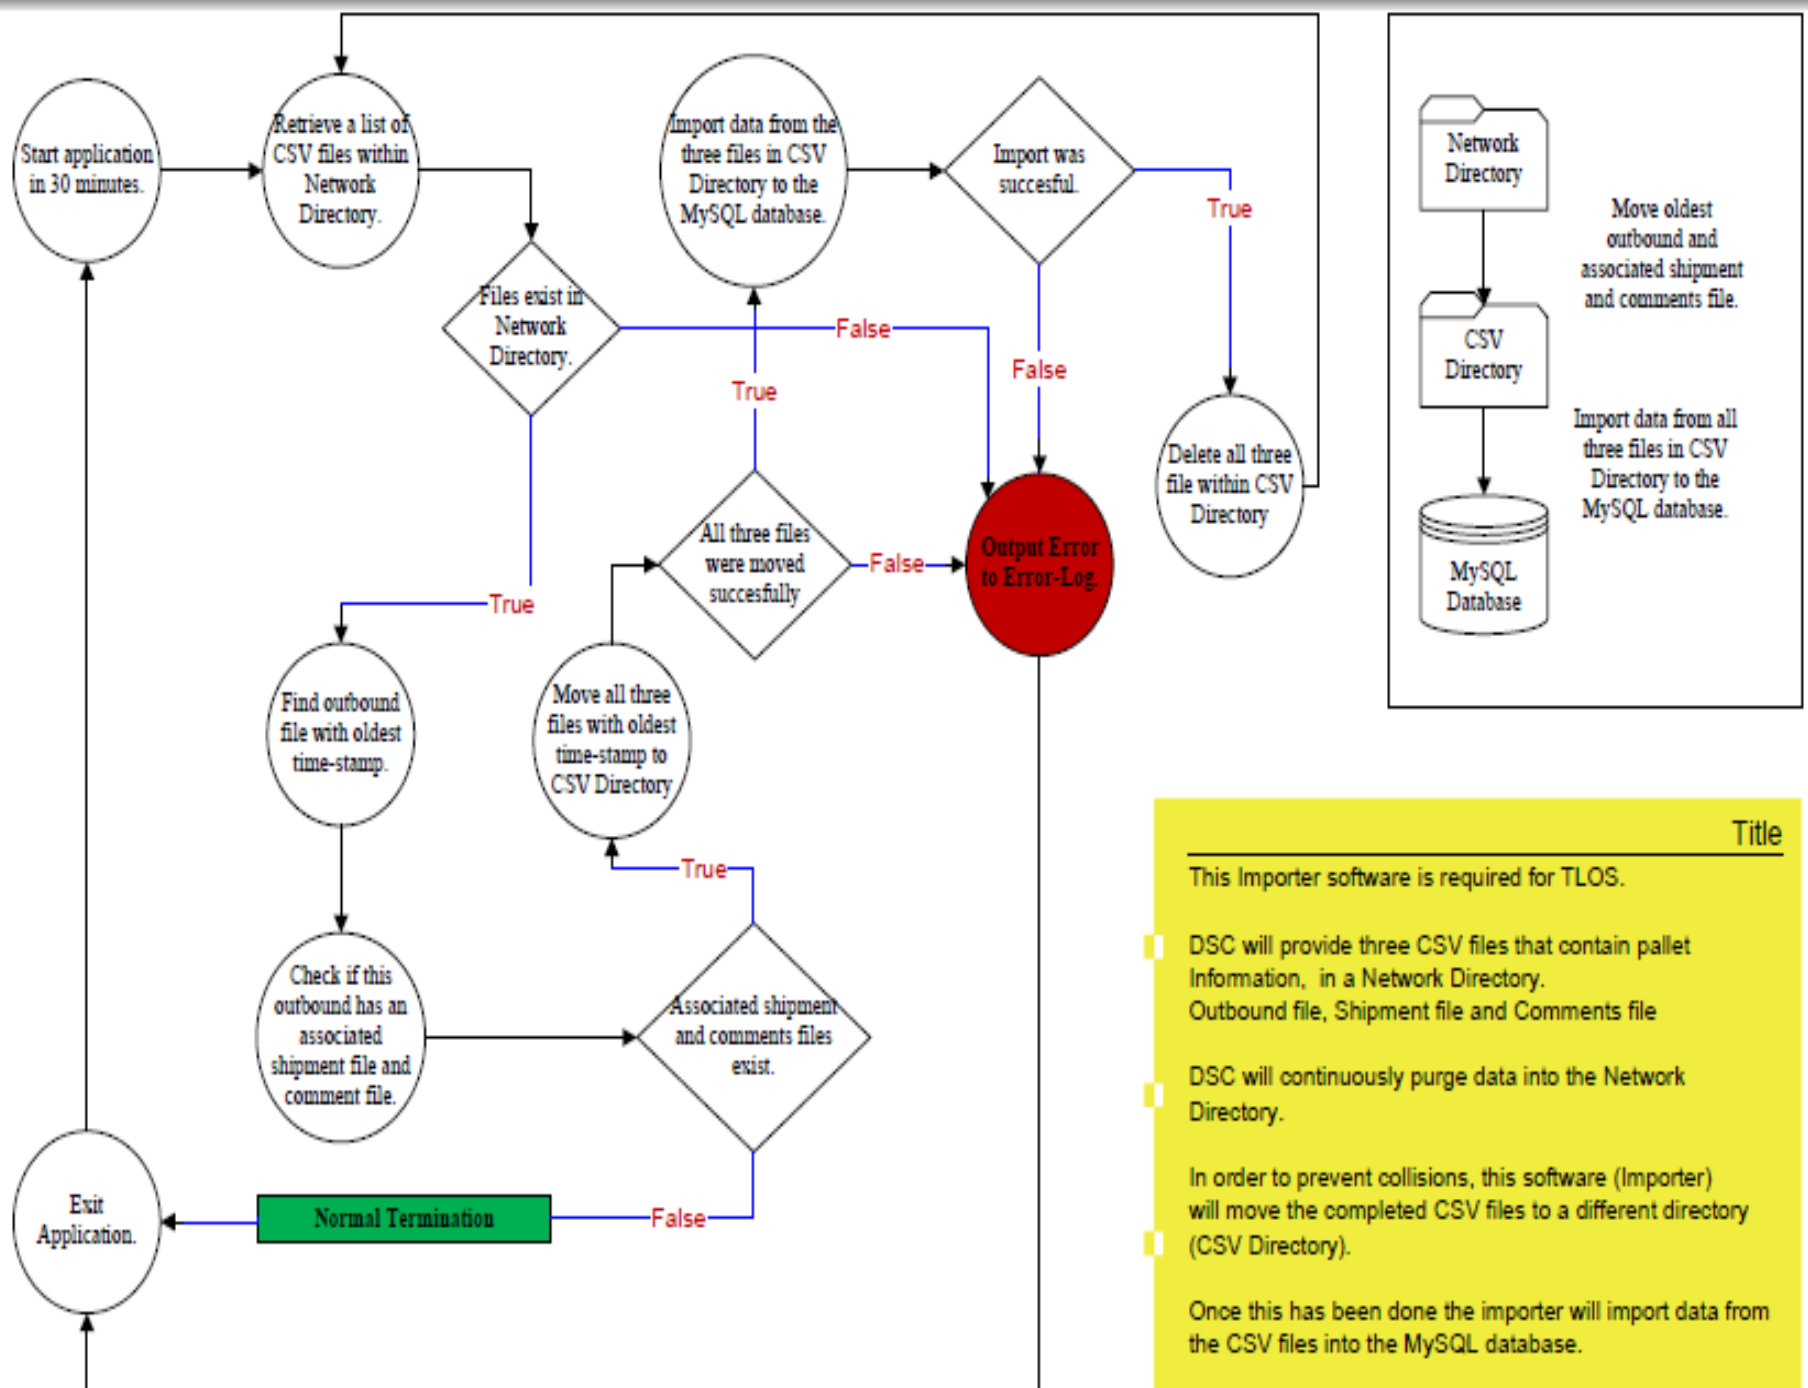 Start application
in 30 minutes.
Retrieve a list of
CSV files within
Network
Directory.
Import data from the
three files in CSV
Directory to the
MySQL database.
Import was
succesful.
True
Files exist in
Network
Directory.
False
True
False
Delete all three
file within CSV
Directory
All three files
were moved
succesfully
False
Output Error
to Error-Log.
True
Find outbound
file with oldest
time-stamp.
Move all three
files with oldest
time-stamp to
CSV Directory
True
Check if this
outbound has an
associated
shipment file and
comment file.
Associated shipment
and comments files
exist.
Exit
Application.
Normal Termination
False
Network
Directory
Move oldest
outbound and
associated shipment
and comments file.
CSV
Directory
Import data from all
three files in CSV
Directory to the
MySQL database.
MySQL
Database
Title
This Importer software is required for TLOS.
DSC will provide three CSV files that contain pallet
Information, in a Network Directory.
Outbound file, Shipment file and Comments file
DSC will continuously purge data into the Network
Directory.
In order to prevent collisions, this software (Importer)
will move the completed CSV files to a different directory
(CSV Directory).
Once this has been done the importer will import data from
the CSV files into the MySQL database.